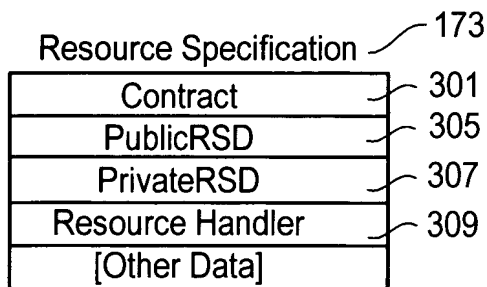 Resource Specification 173
Contract 301
PublicRSD 305
PrivateRSD 307
Resource Handler 309
[Other Data]